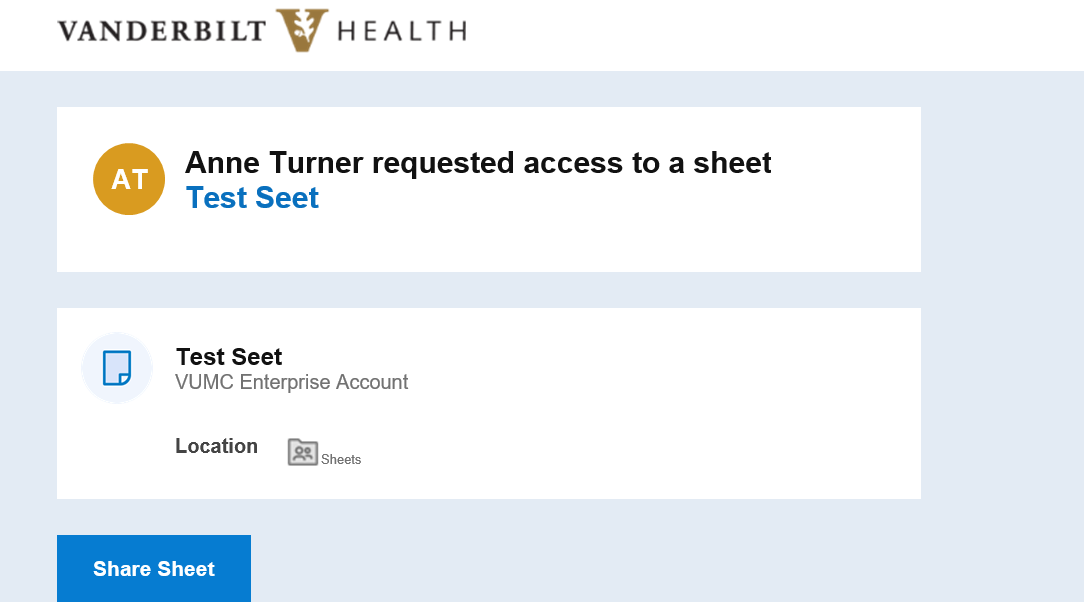 VANDERBILT V HEALTH
AT
Anne Turner requested access to a sheet
Test Seet
Test Seet
VUMC Enterprise Account
Location
Sheets
Share Sheet